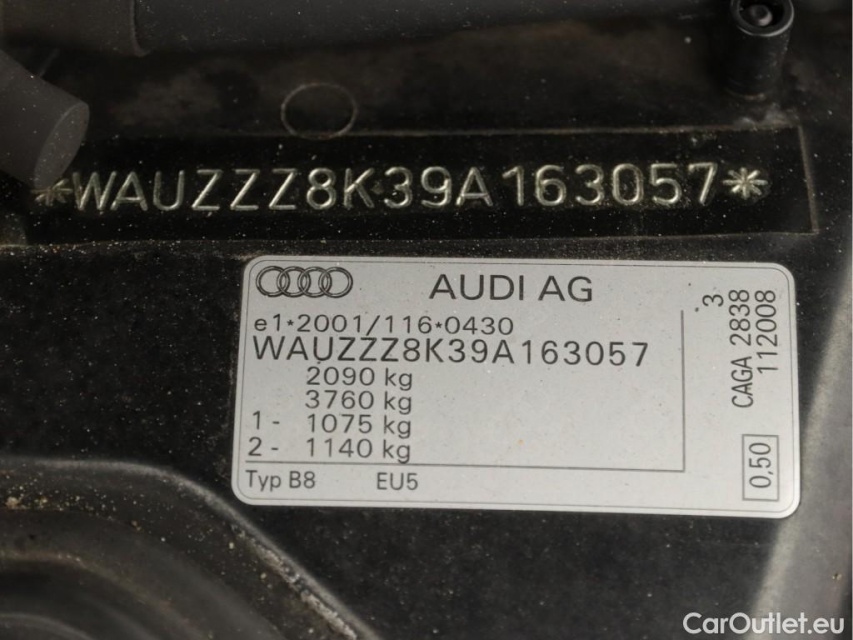 *WAUZZZ8K39A163057*
AUDI AG
e1*2001/116*0430
WAUZZZ8K39A163057
2090 kg
3760 kg
1- 1075 kg
2- 1140 kg
Typ B8 EU5
.3
CAGA 2838
112008
0,50
CarOutlet.eu